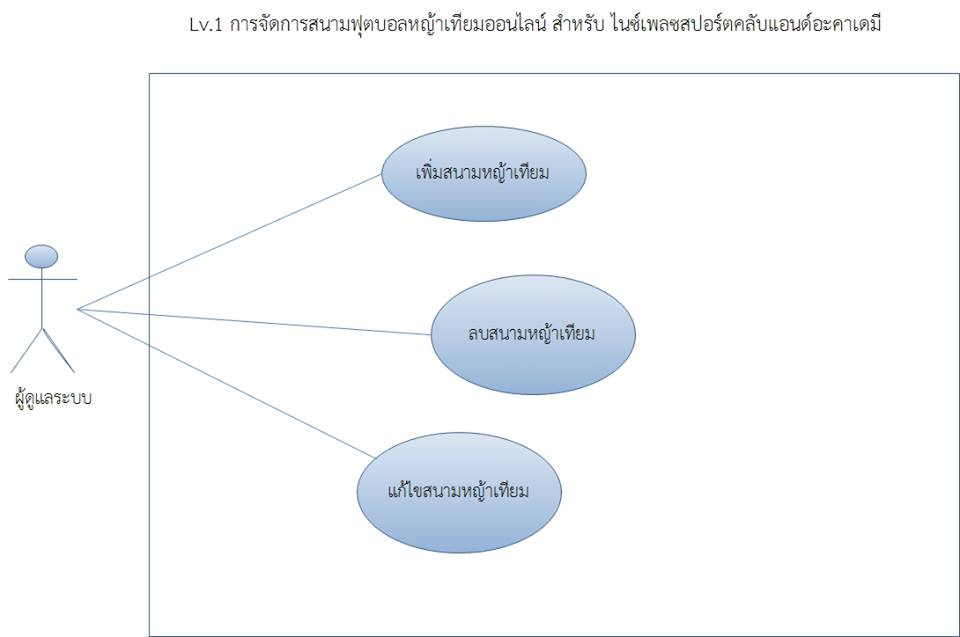 Lv.1 การจัดการสนามฟุตบอลหญ้าเทียมออนไลน์ สำหรับ ไนซ์เพลซสปอร์ตคลับแอนด์อะคาเดมี
เพิ่มสนามหญ้าเทียม
ลบสนามหญ้าเทียม
ผู้ดูแลระบบ
แก้ไขสนามหญ้าเทียม